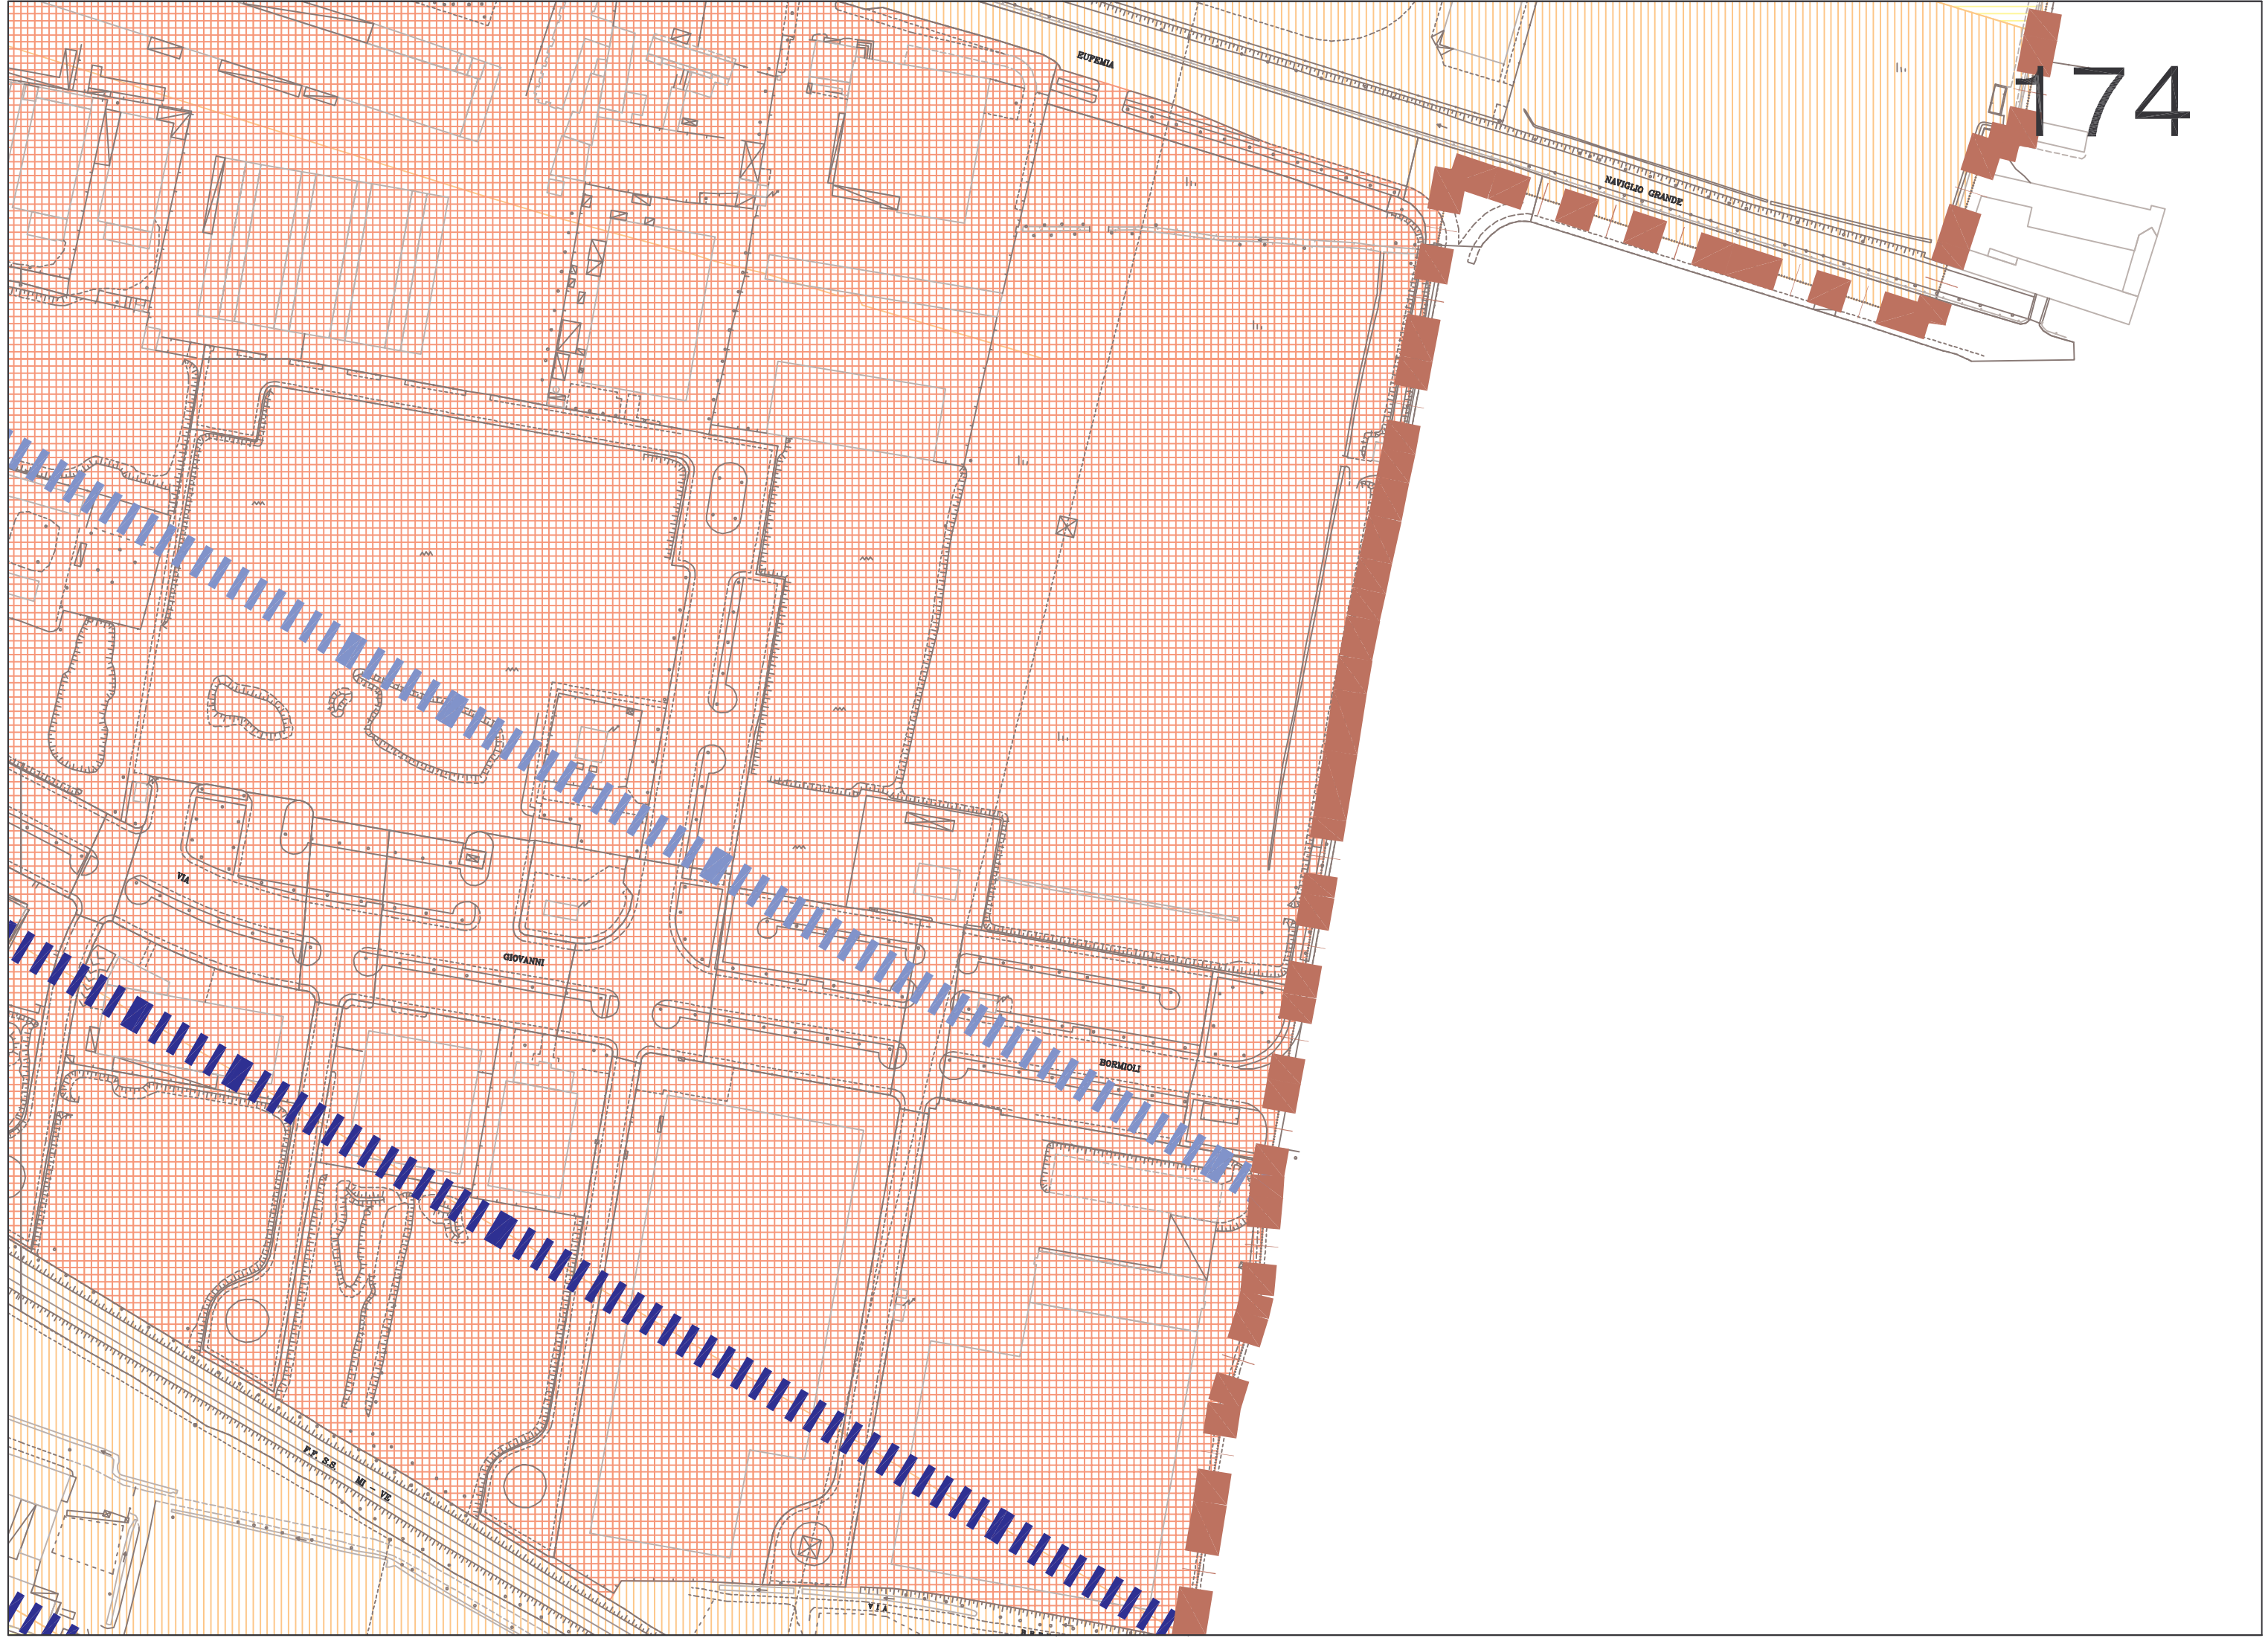 EUFEMIA
174
NAVIGLIO GRANDE
VIA
GIOVANNI
BORMIOLI
F.F. S.S. MI - VE
VIA